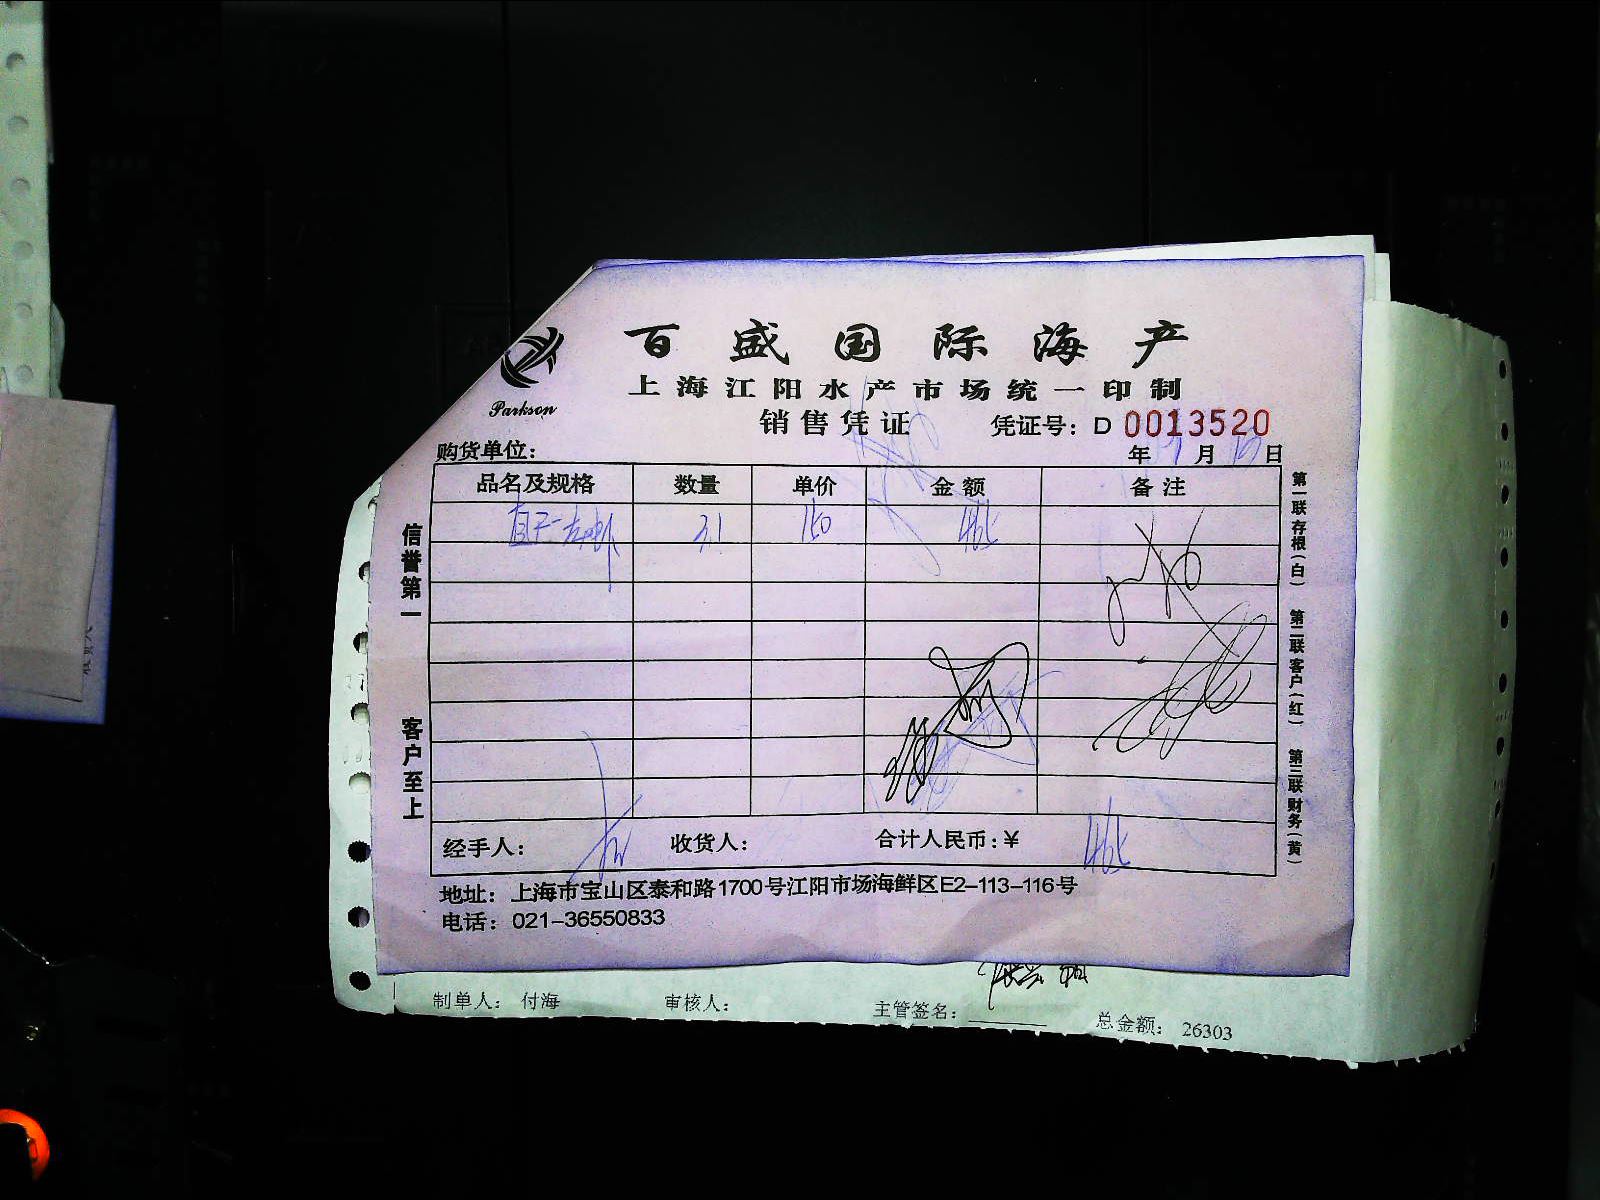 百盛国际海产
Parkson
上海江阳水产市场统一印制
销售凭证 凭证号：D 0013520
购货单位： 年 月 日
品名及规格 数量 单价 金额 备注
3.1 150 465
信誉第一
客户至上
第一联存根（白） 第二联客户（红） 第三联财务（黄）
经手人： 收货人： 合计人民币：￥ 465
地址：上海市宝山区泰和路1700号江阳市场海鲜区E2-113-116号
电话：021-36550833
制单人：付海 审核人： 主管签名： 总金额：26303